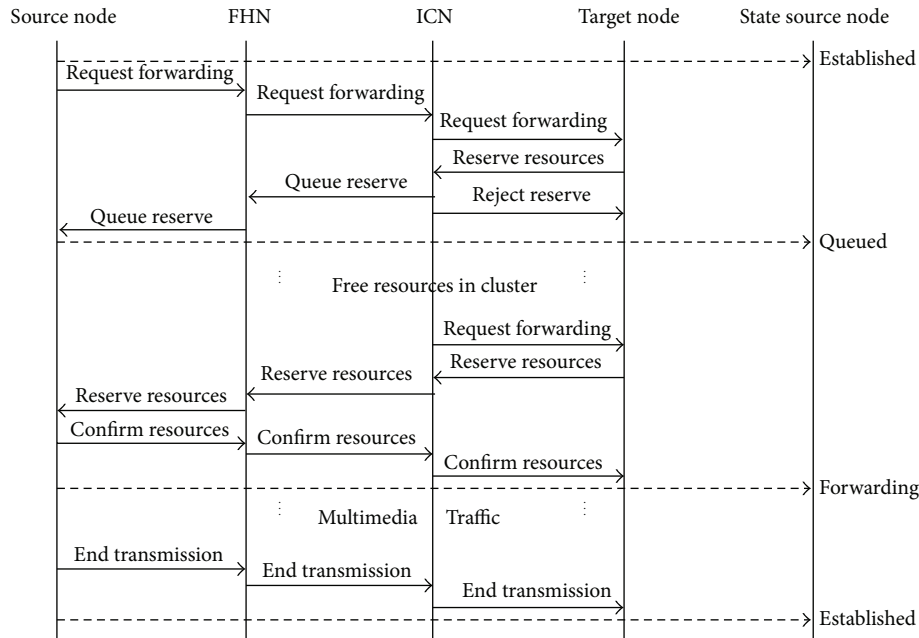 Source node FHN ICN Target node State source node
Established
Request forwarding
Request forwarding
Request forwarding
Reserve resources
Queue reserve
Reject reserve
Queue reserve
Queued
Free resources in cluster
Request forwarding
Reserve resources
Reserve resources
Reserve resources
Confirm resources
Confirm resources
Confirm resources
Forwarding
Multimedia Traffic
End transmission
End transmission
End transmission
Established